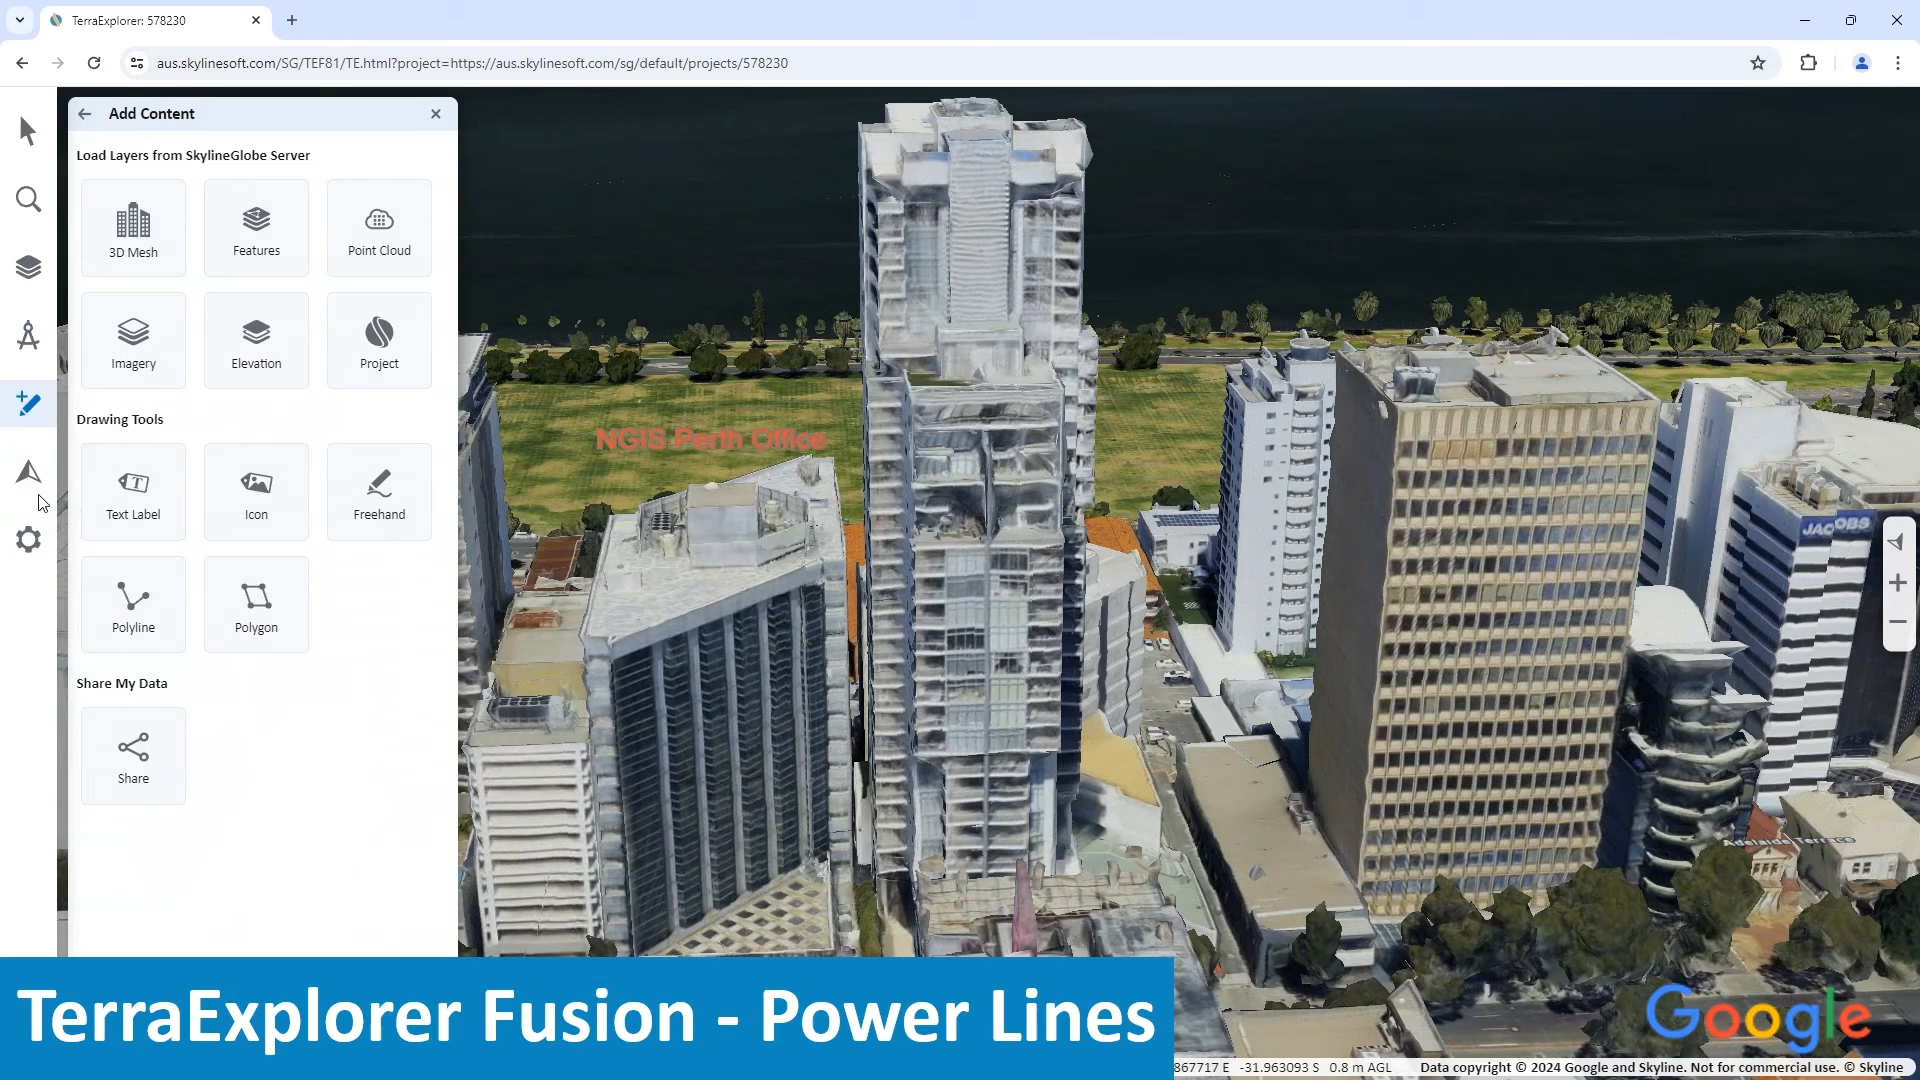 TerraExplorer: 578230
aus.skylinesoft.com/SG/TEF81/TE.html?project=https://aus.skylinesoft.com/sg/default/projects/578230
Add Content
Load Layers from SkylineGlobe Server
3D Mesh
Features
Point Cloud
Imagery
Elevation
Project
Drawing Tools
Text Label
Icon
Freehand
Polyline
Polygon
Share My Data
Share
NGIS Perth Office
JACOBS
Adelaide Terrace
TerraExplorer Fusion - Power Lines
Google
867717 E -31.963093 S 0.8 m AGL Data copyright © 2024 Google and Skyline. Not for commercial use. © Skyline